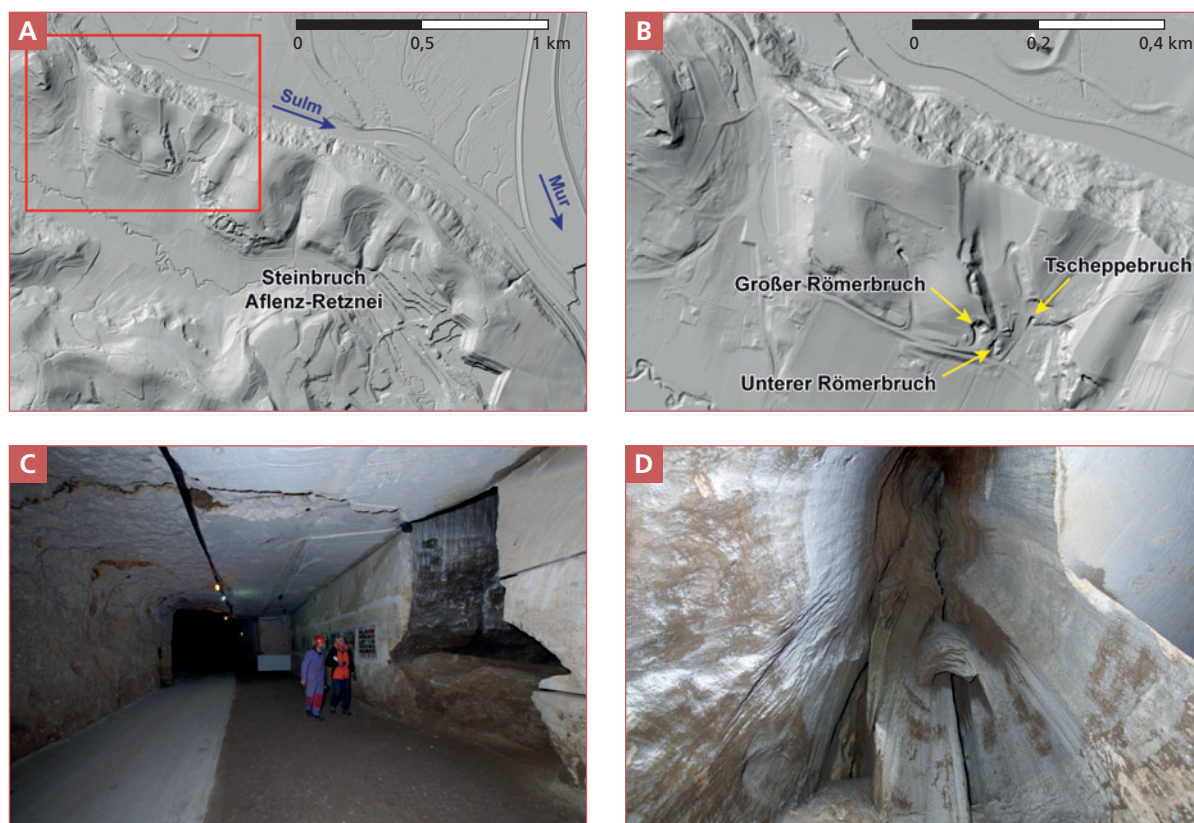 A
0
0,5
1 km
Sulm
Mur
Steinbruch
Aflenz-Retznei
B
0
0,2
0,4 km
Großer Römerbruch
Tscheppebruch
Unterer Römerbruch
C
D